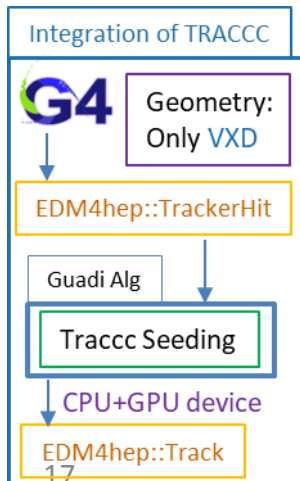 Integration of TRACCC
G4
Geometry:
Only VXD
EDM4hep::TrackerHit
Guadi Alg
Traccc Seeding
CPU+GPU device
EDM4hep::Track
17